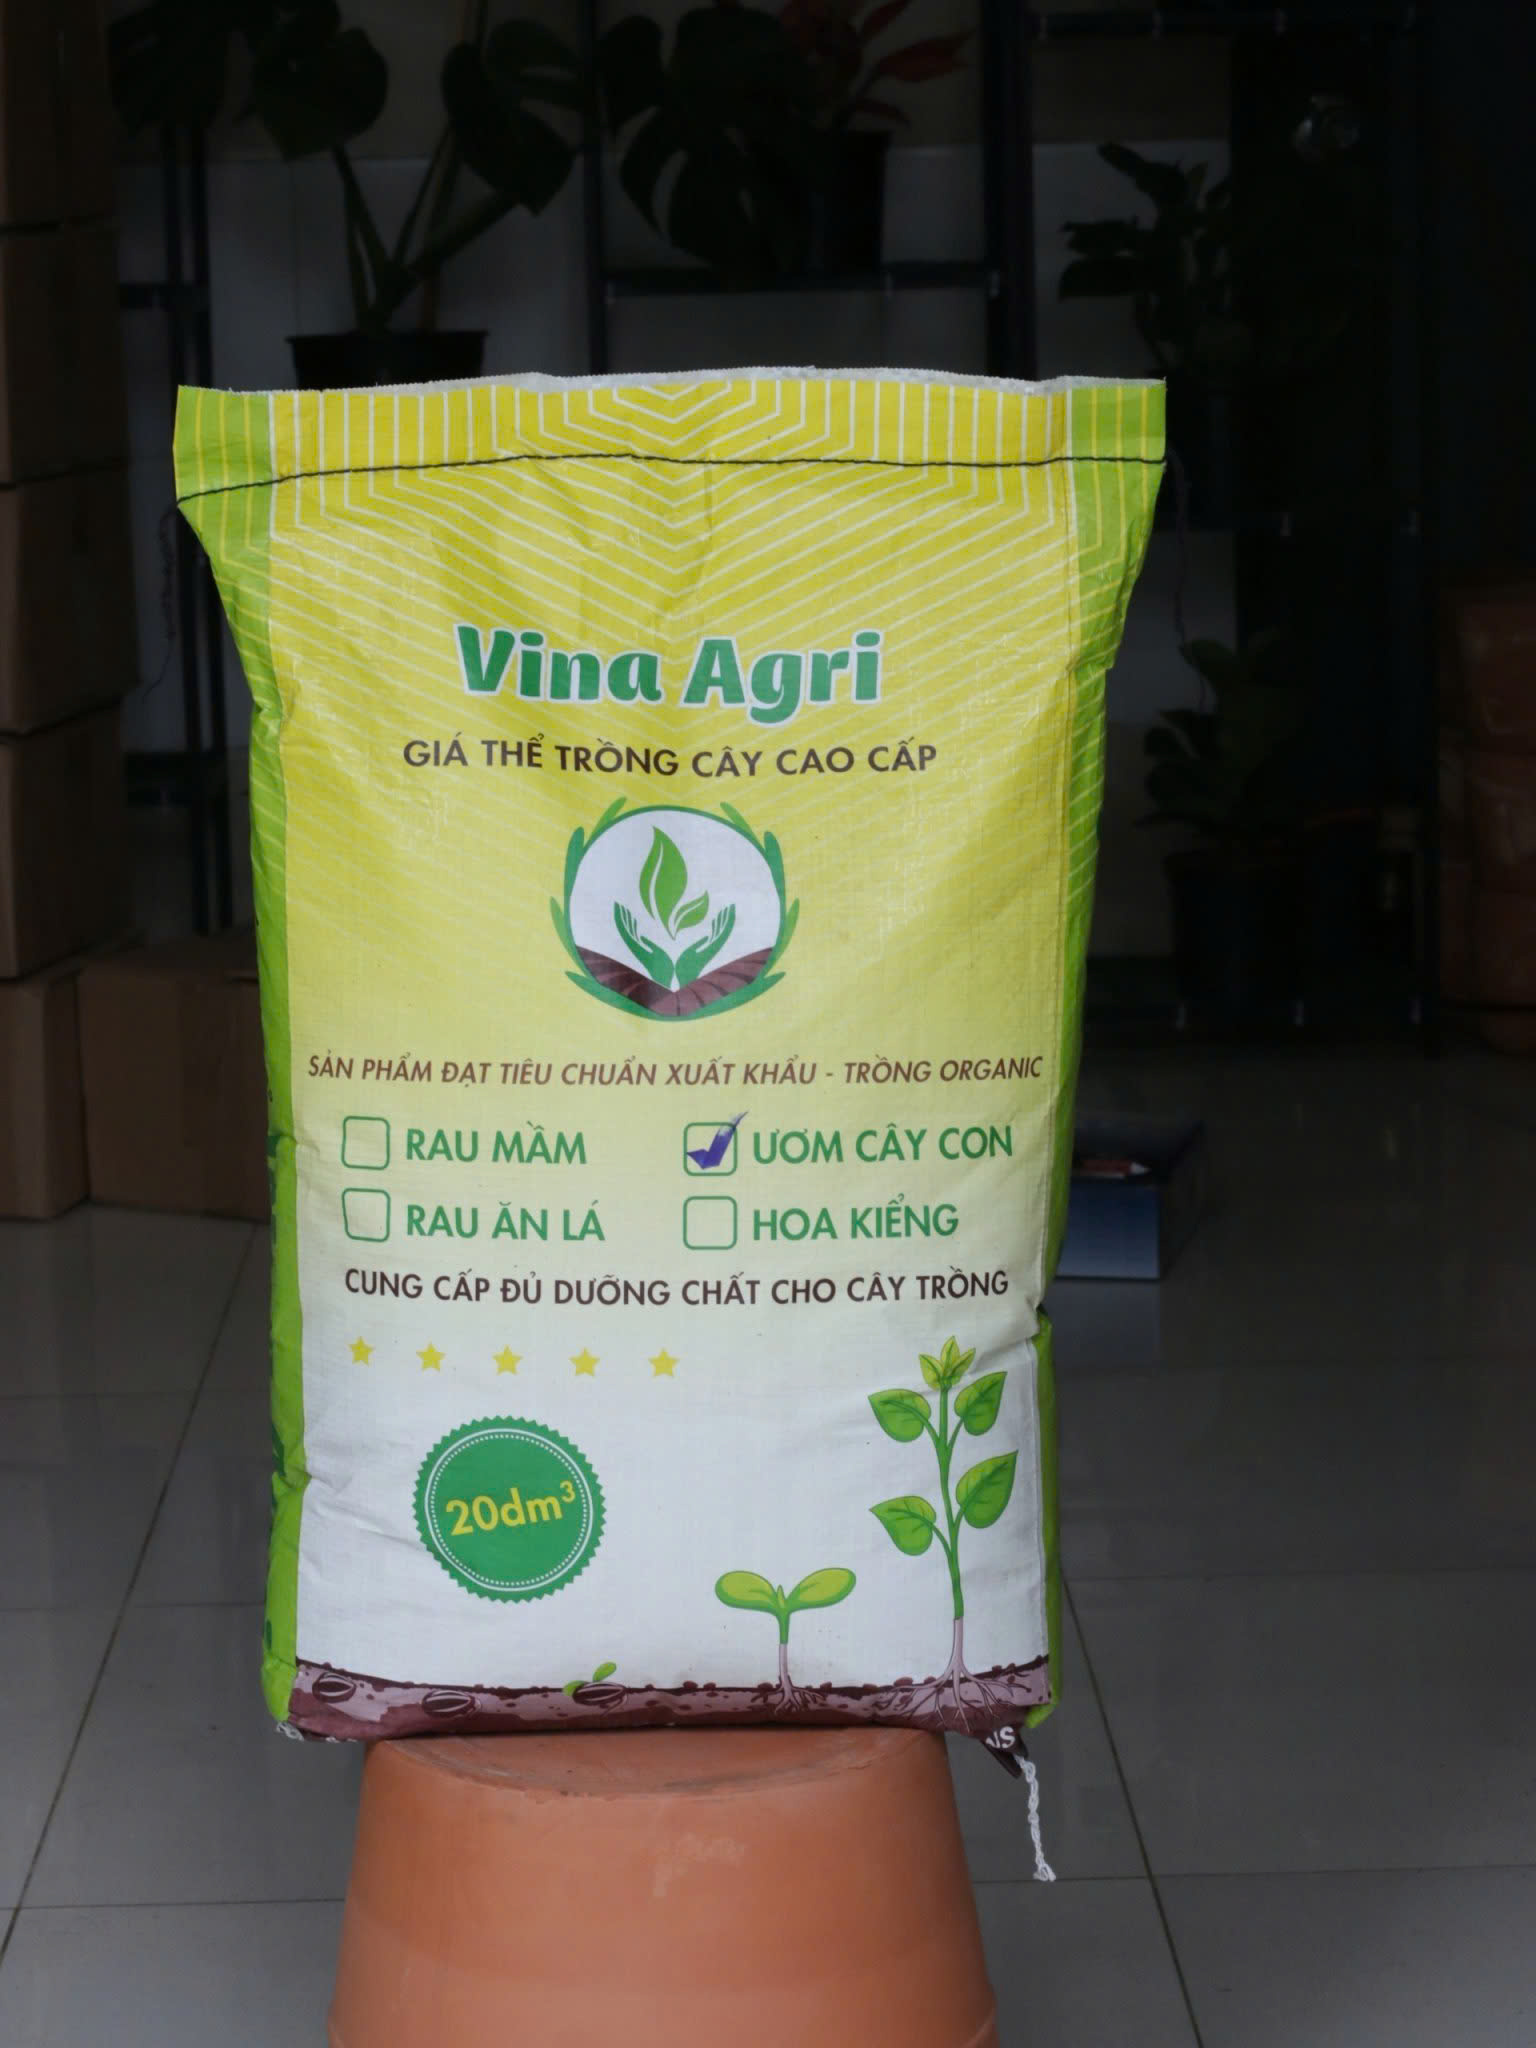 Vina Agri
GIÁ THỂ TRỒNG CÂY CAO CẤP
SẢN PHẨM ĐẠT TIÊU CHUẨN XUẤT KHẨU - TRỒNG ORGANIC
RAU MẦM
ƯƠM CÂY CON
RAU ĂN LÁ
HOA KIỂNG
CUNG CẤP ĐỦ DƯỠNG CHẤT CHO CÂY TRỒNG
20dm³